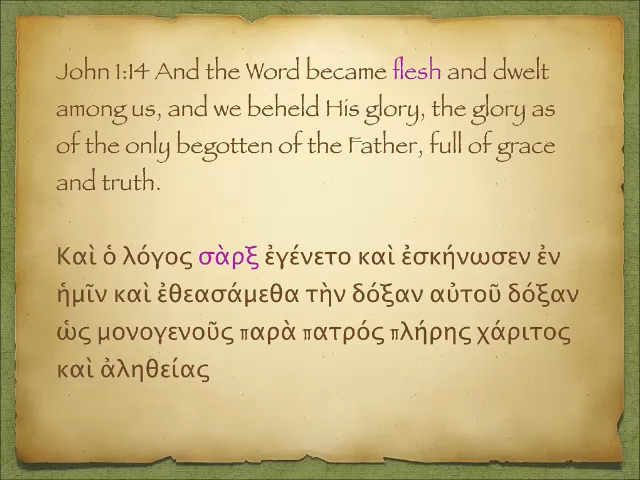 John 1:14 And the Word became flesh and dwelt
among us, and we beheld His glory, the glory as
of the only begotten of the Father, full of grace
and truth.
Καὶ ὁ λόγος σὰρξ ἐγένετο καὶ ἐσκήνωσεν ἐν
ἡμῖν καὶ ἐθεασάμεθα τὴν δόξαν αὐτοῦ δόξαν
ὡς μονογενοῦς παρὰ πατρός πλήρης χάριτος
καὶ ἀληθείας